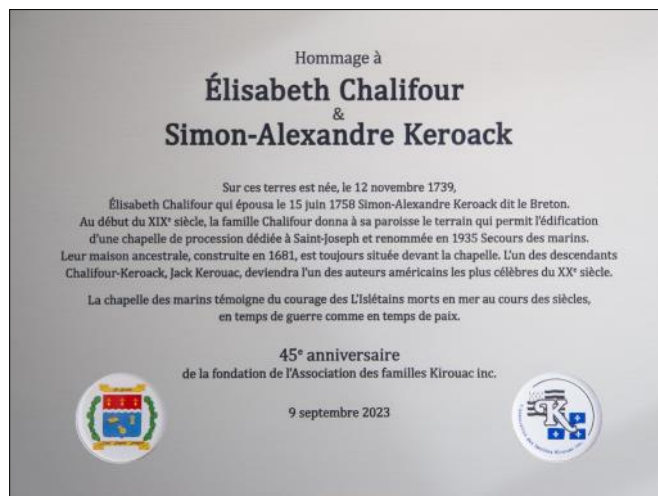 Hommage à
Élisabeth Chalifour
&
Simon-Alexandre Keroack
Sur ces terres est née, le 12 novembre 1739,
Élisabeth Chalifour qui épousa le 15 juin 1758 Simon-Alexandre Keroack dit le Breton.
Au début du XIXᵉ siècle, la famille Chalifour donna à sa paroisse le terrain qui permit l'édification
d'une chapelle de procession dédiée à Saint-Joseph et renommée en 1935 Secours des marins.
Leur maison ancestrale, construite en 1681, est toujours située devant la chapelle. L'un des descendants
Chalifour-Keroack, Jack Kerouac, deviendra l'un des auteurs américains les plus célèbres du XXᵉ siècle.
La chapelle des marins témoigne du courage des L'Islétains morts en mer au cours des siècles,
en temps de guerre comme en temps de paix.
45ᵉ anniversaire
de la fondation de l'Association des familles Kirouac inc.
9 septembre 2023
K
L'Association des familles Kirouac inc.